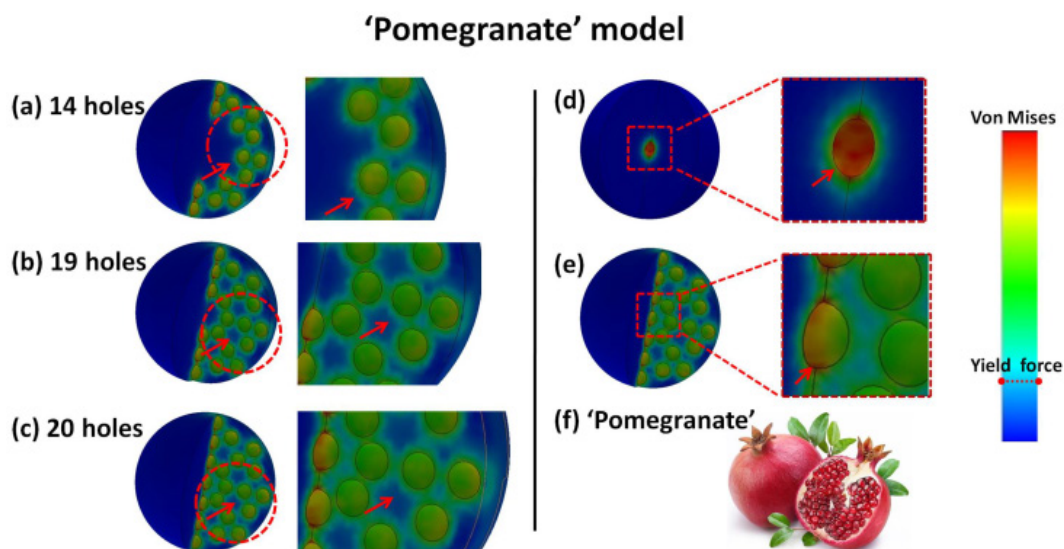 ‘Pomegranate’ model
(a) 14 holes
(b) 19 holes
(c) 20 holes
(d)
(e)
(f) ‘Pomegranate’
Von Mises
Yield force